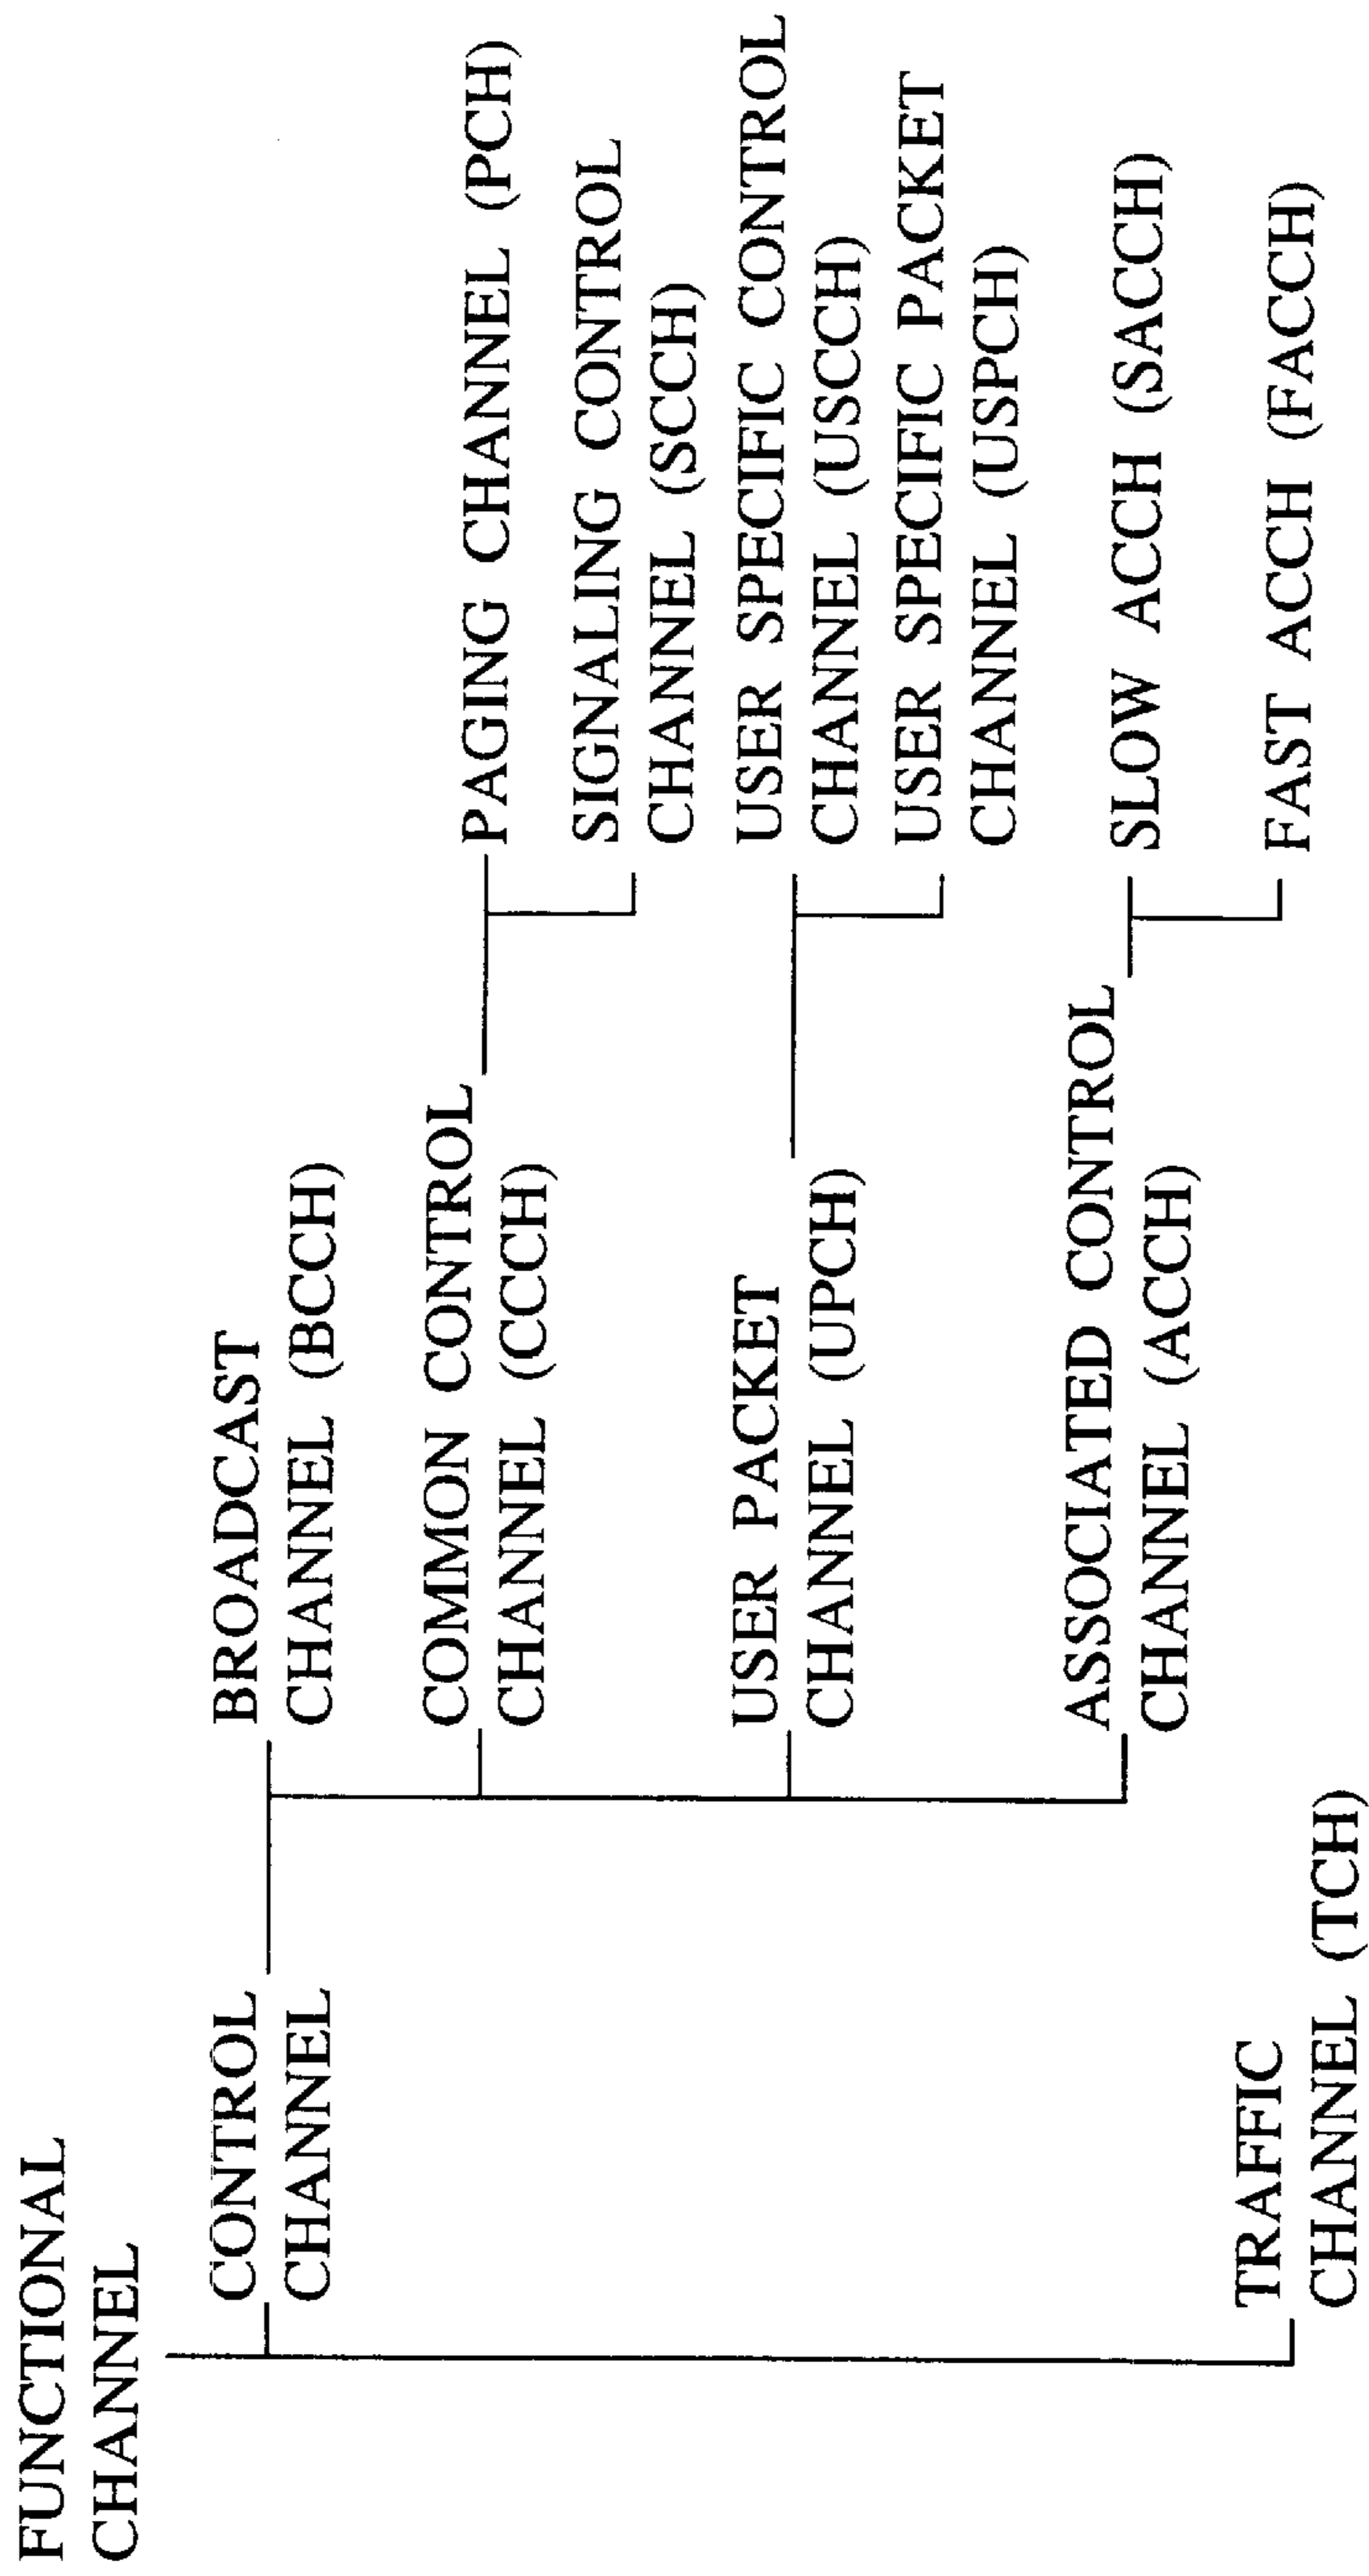 FUNCTIONAL
CHANNEL
CONTROL
CHANNEL
BROADCAST
CHANNEL (BCCH)
COMMON CONTROL
CHANNEL (CCCH)
PAGING CHANNEL (PCH)
SIGNALING CONTROL
CHANNEL (SCCH)
USER PACKET
CHANNEL (UPCH)
USER SPECIFIC CONTROL
CHANNEL (USCCH)
USER SPECIFIC PACKET
CHANNEL (USPCH)
ASSOCIATED CONTROL
CHANNEL (ACCH)
SLOW ACCH (SACCH)
FAST ACCH (FACCH)
TRAFFIC
CHANNEL (TCH)